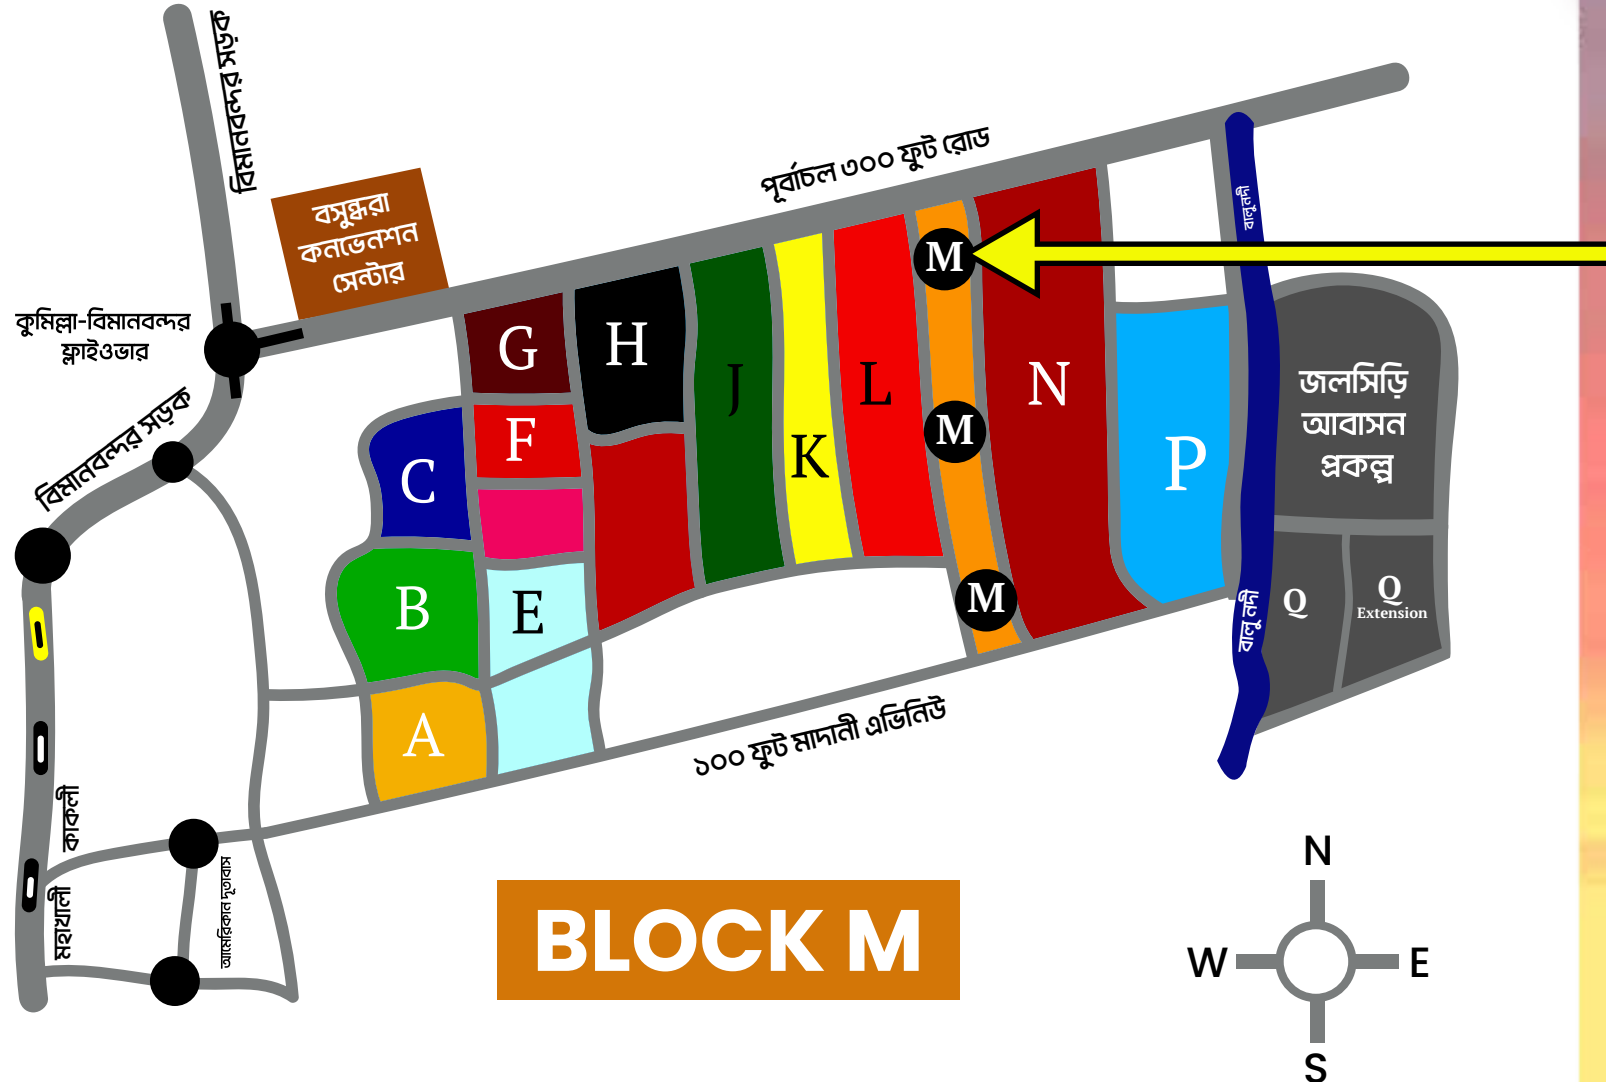 বিমানবন্দর সড়ক
পূর্বাচল ৩০০ ফুট রোড
বসুন্ধরা
কনভেনশন
সেন্টার
কুমিল্লা-বিমানবন্দর
ফ্লাইওভার
বিমানবন্দর সড়ক
বালু নদী
M
G
H
J
L
N
K
F
M
C
P
জলসিড়ি
আবাসন
প্রকল্প
B
E
M
বালু নদী
Q
Q
Extension
A
১০০ ফুট মাদানী এভিনিউ
কাকলী
মহাখালী
আমেরিকান দূতাবাস
BLOCK M
N
W
E
S